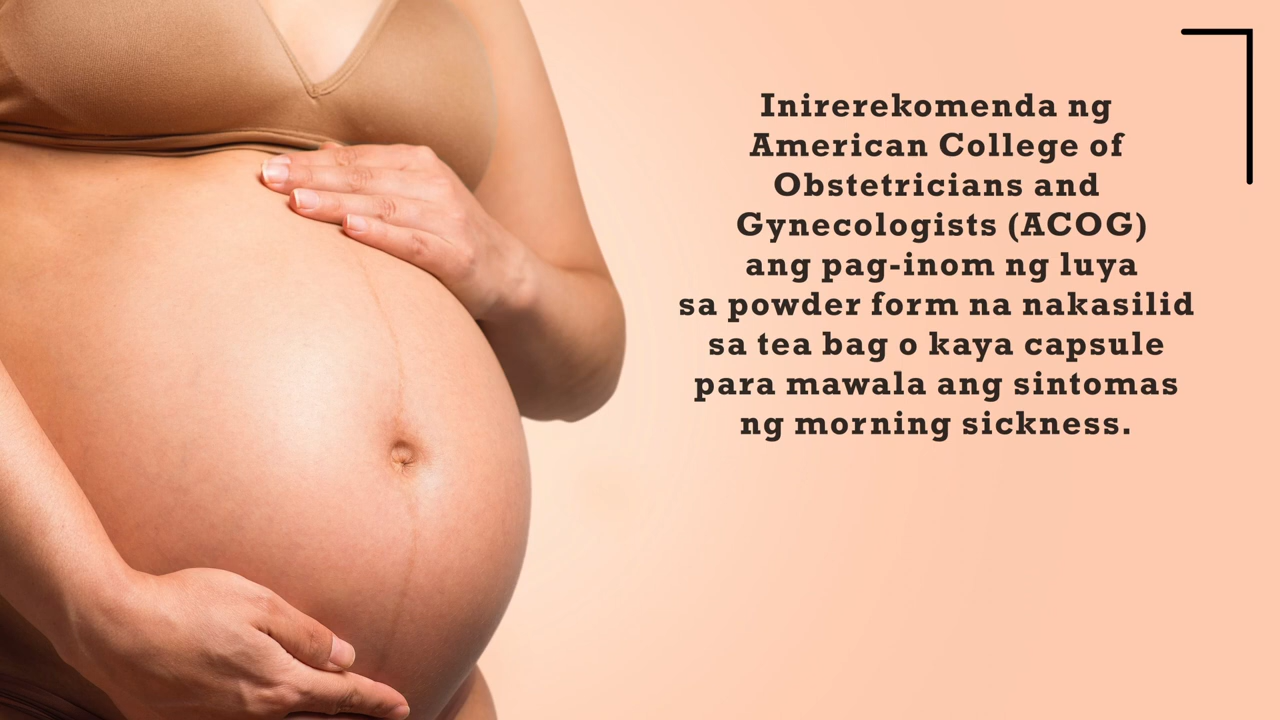 Inirerekomenda ng
American College of
Obstetricians and
Gynecologists (ACOG)
ang pag-inom ng luya
sa powder form na nakasilid
sa tea bag o kaya capsule
para mawala ang sintomas
ng morning sickness.